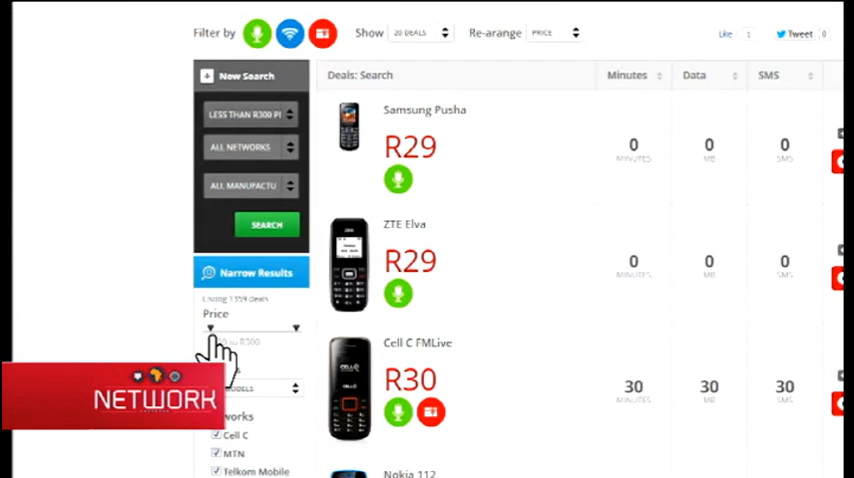 Filter by
Show
20 DEALS
Re-arange
PRICE
Like
1
Tweet
0
New Search
LESS THAN R300 P
ALL NETWORKS
ALL MANUFACTU
SEARCH
Narrow Results
Listing 1359 deals
Price
to R300
Deals: Search
Minutes
Data
SMS
Samsung Pusha
R29
0
MINUTES
0
MB
0
SMS
ZTE Elva
R29
0
MINUTES
0
MB
0
SMS
Cell C FMLive
R30
30
MINUTES
30
MB
30
SMS
Nokia 112
NETWORK
Cell C
MTN
Telkom Mobile